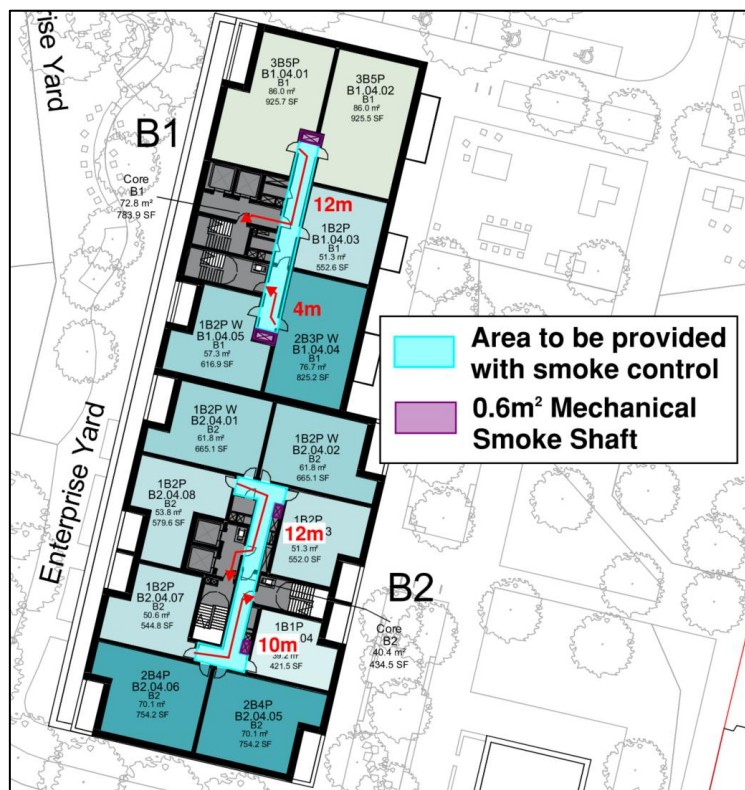 rise Yard
3B5P
B1.04.01
B1
86.0 m²
925.7 SF
3B5P
B1.04.02
B1
86.0 m²
925.5 SF
B1
Core
B1
72.8 m²
783.9 SF
12m
1B2P
B1.04.03
B1
51.3 m²
552.6 SF
4m
1B2P W
B1.04.05
B1
57.3 m²
616.9 SF
2B3P W
B1.04.04
B1
76.7 m²
825.2 SF
Area to be provided
with smoke control
0.6m² Mechanical
Smoke Shaft
1B2P W
B2.04.01
B2
61.8 m²
665.1 SF
1B2P W
B2.04.02
B2
61.8 m²
665.1 SF
Enterprise Yard
1B2P
B2.04.08
B2
53.8 m²
579.6 SF
12m
1B2P
3
51.3 m²
552.0 SF
B2
1B2P
B2.04.07
B2
50.6 m²
544.8 SF
10m
1B1P
04
39.2 m²
421.5 SF
Core
B2
40.4 m²
434.5 SF
2B4P
B2.04.06
B2
70.1 m²
754.2 SF
2B4P
B2.04.05
B2
70.1 m²
754.2 SF